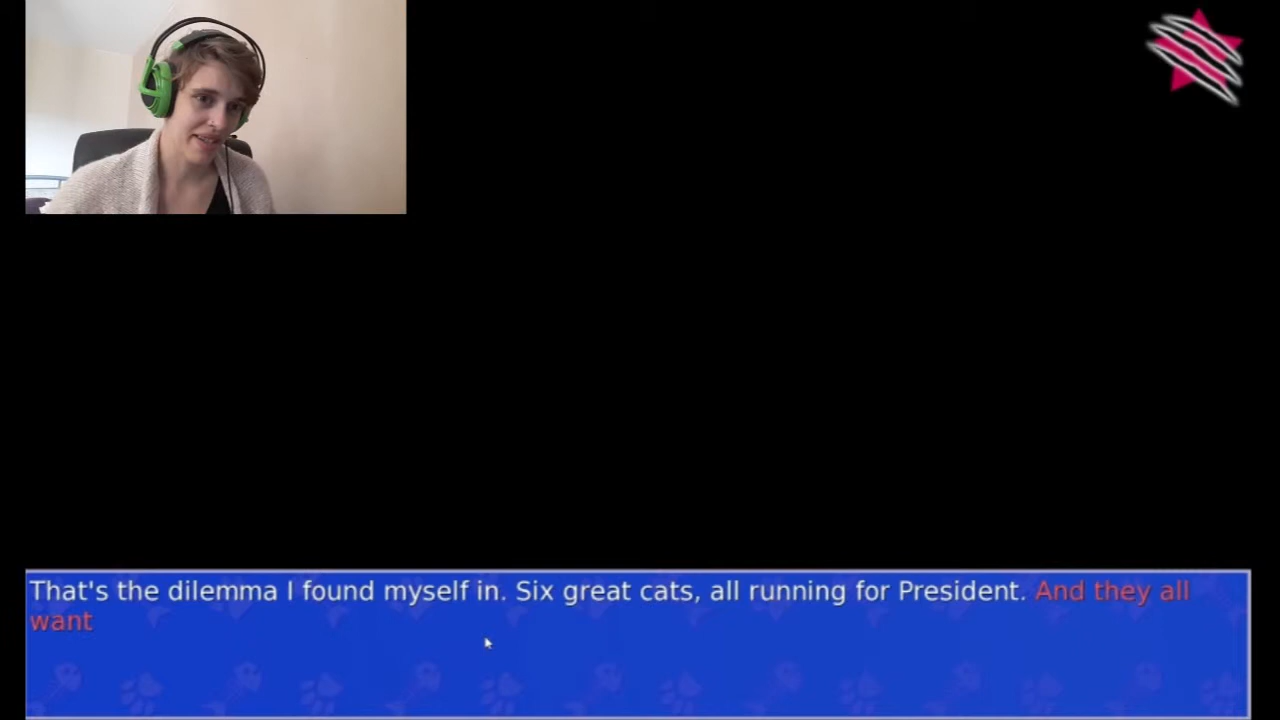 That's the dilemma I found myself in. Six great cats, all running for President. And they all
want